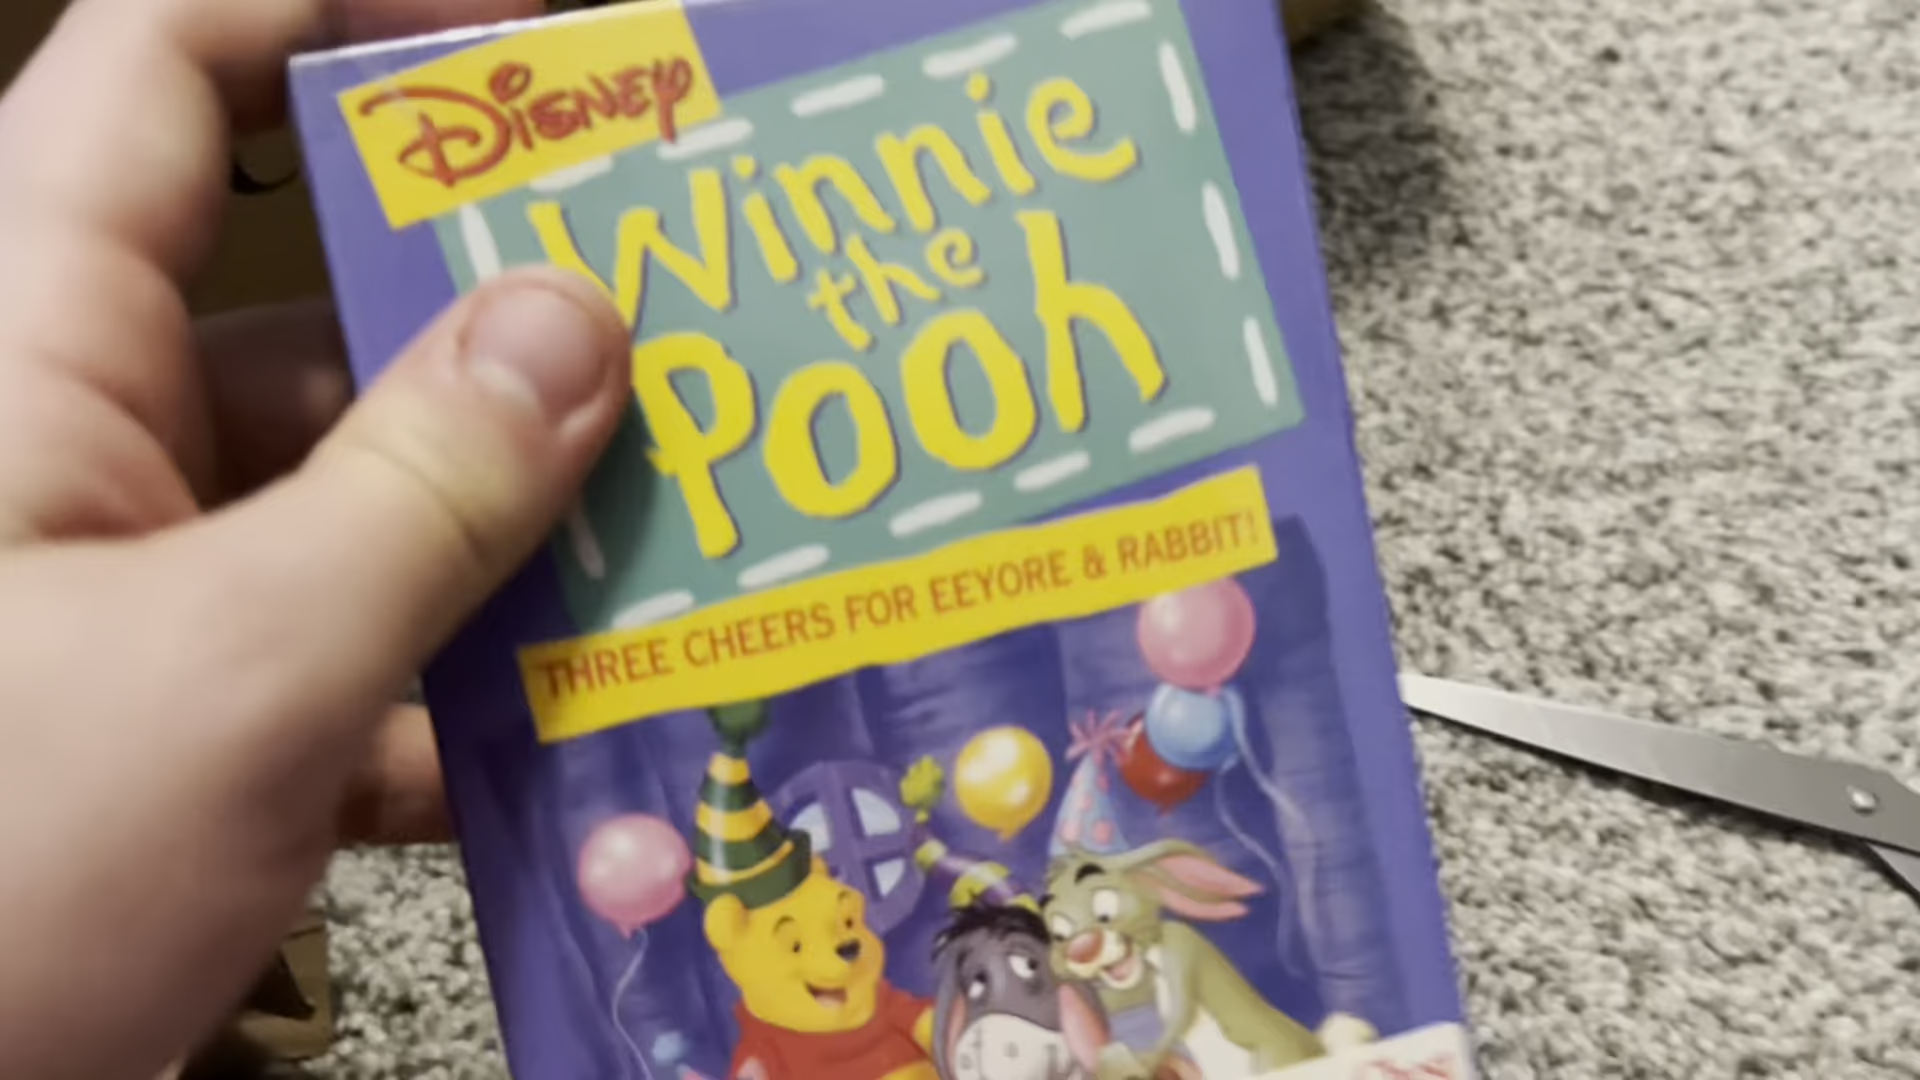 DISNEY
Winnie
the
Pooh
THREE CHEERS FOR EEYORE & RABBIT!